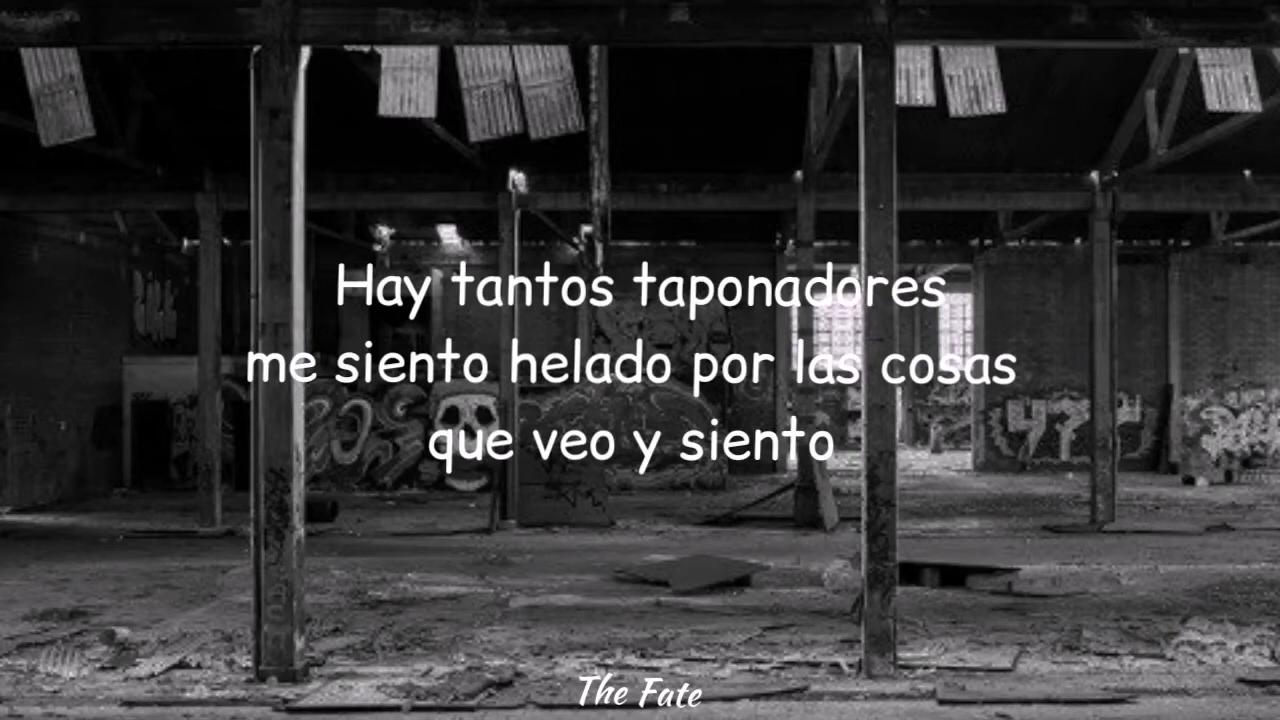 Hay tantos taponadores
me siento helado por las cosas
que veo y siento
The Fate